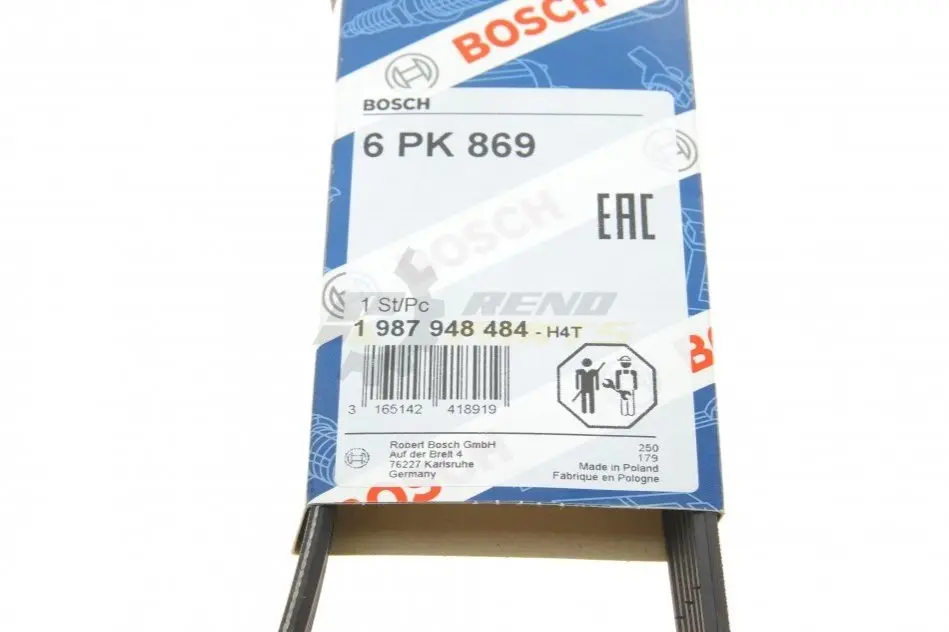 BOSCH
BOSCH
6 PK 869
EAC
BOSCH
RENO
1 St/Pc
1 987 948 484 - H4T
3 165142 418919
Robert Bosch GmbH
Auf der Breit 4
76227 Karlsruhe
Germany
250
179
Made in Poland
Fabrique en Pologne